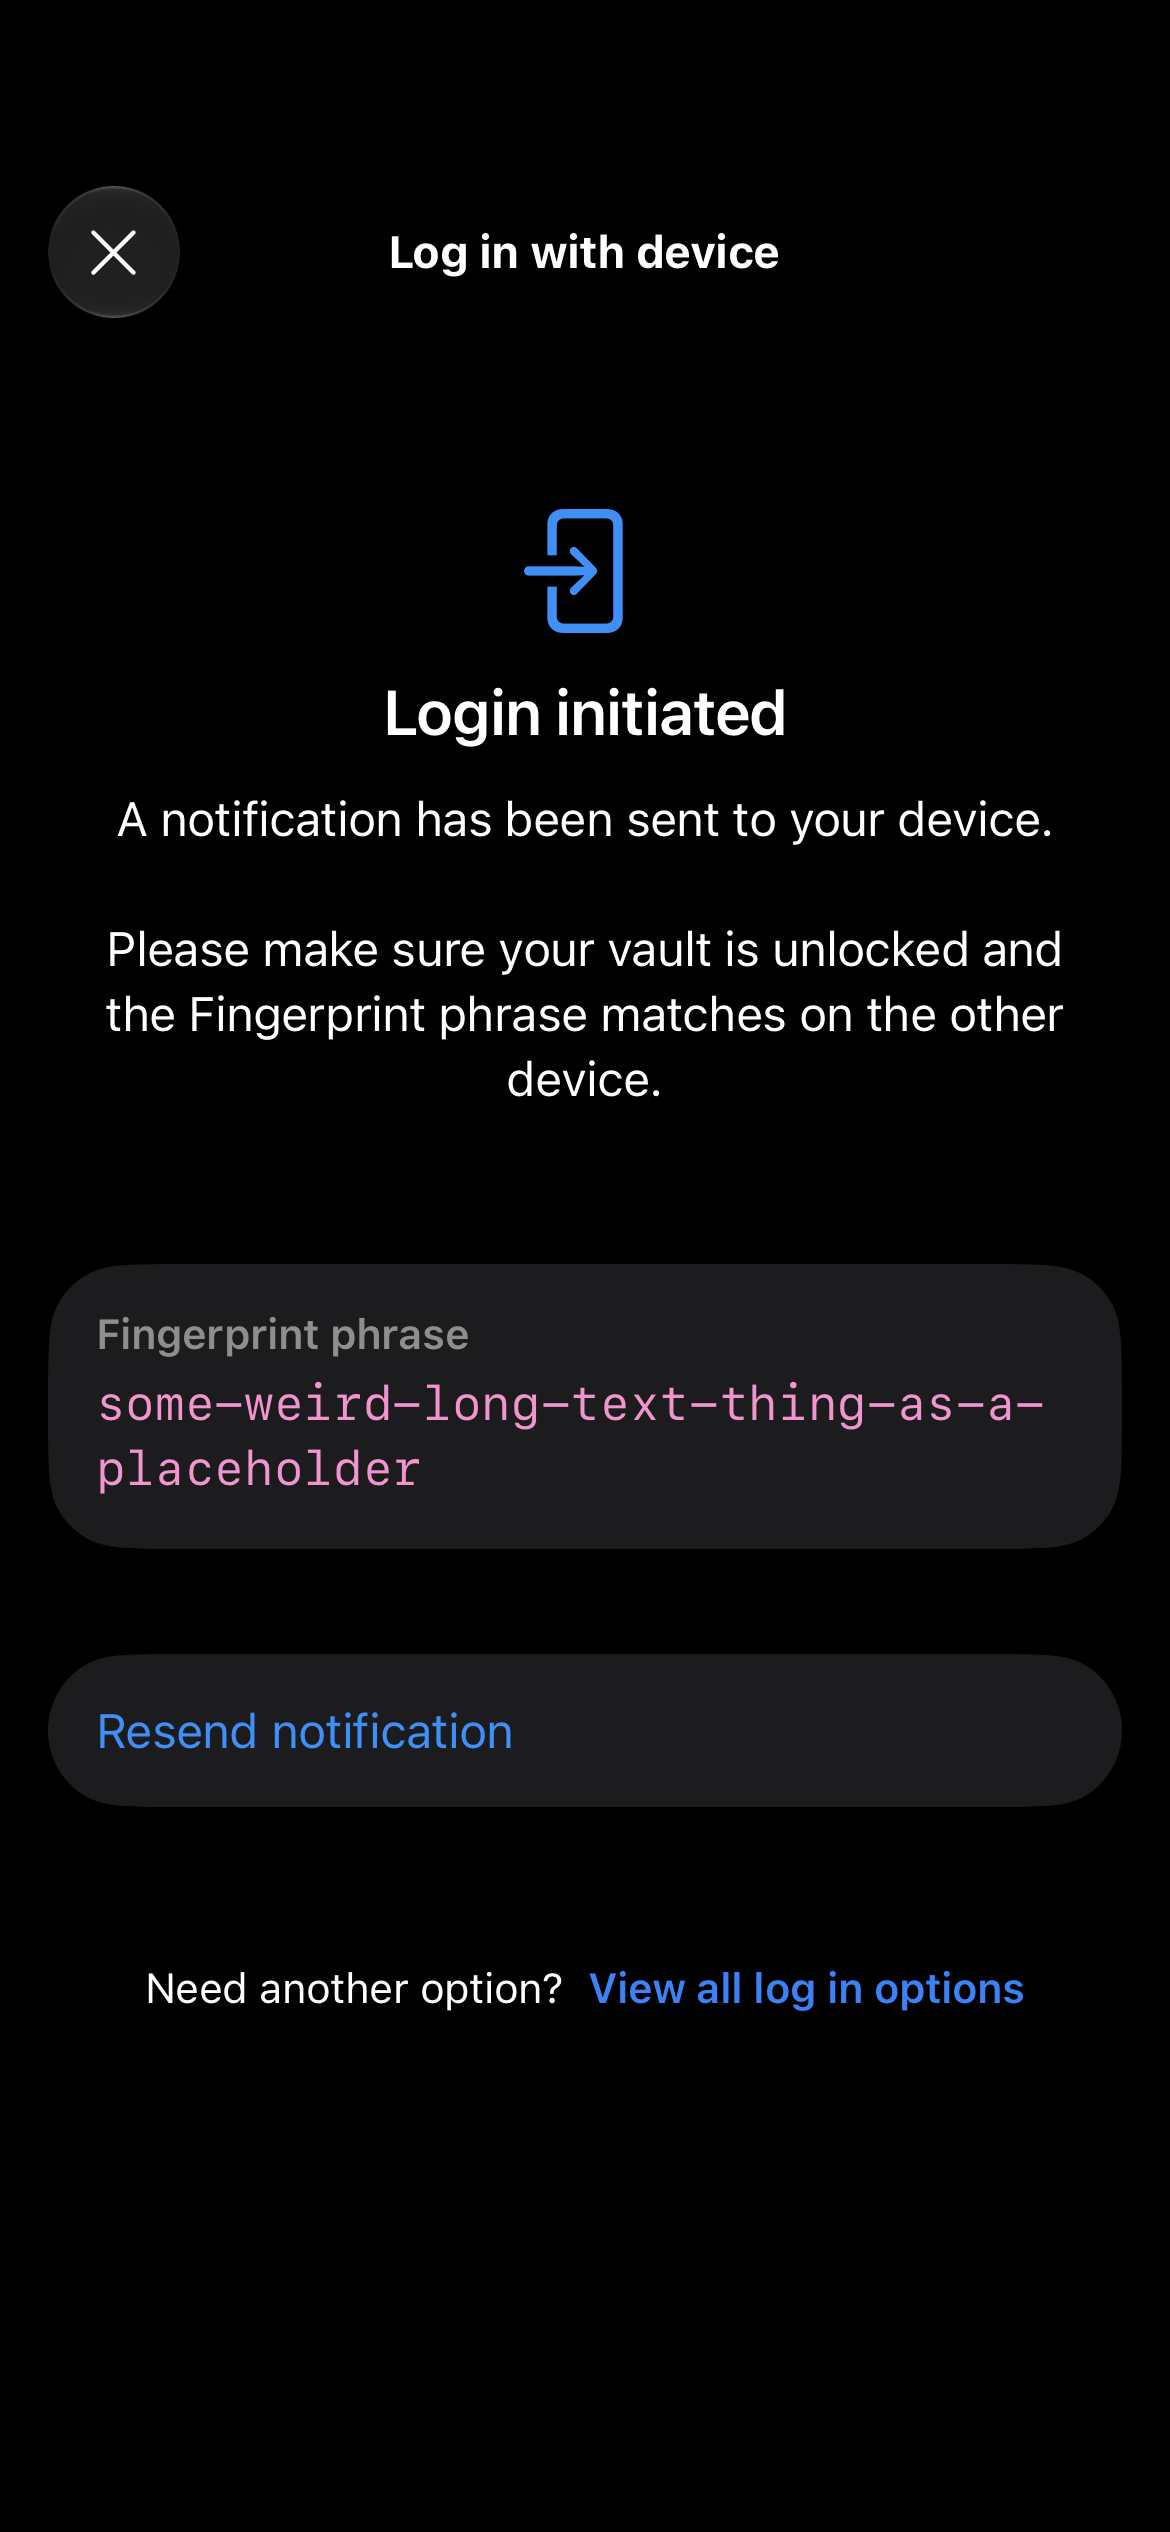 Log in with device
Login initiated
A notification has been sent to your device.
Please make sure your vault is unlocked and
the Fingerprint phrase matches on the other
device.
Fingerprint phrase
some-weird-long-text-thing-as-a-
placeholder
Resend notification
Need another option? View all log in options